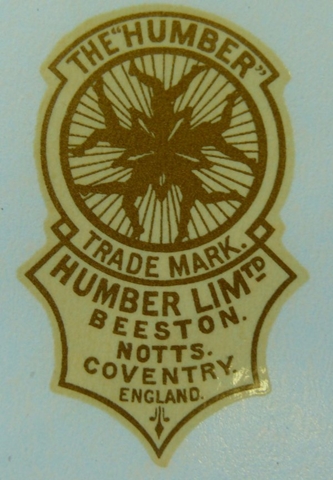 THE "HUMBER"
TRADE MARK.
HUMBER LIMTD
BEESTON.
NOTTS.
COVENTRY.
ENGLAND.